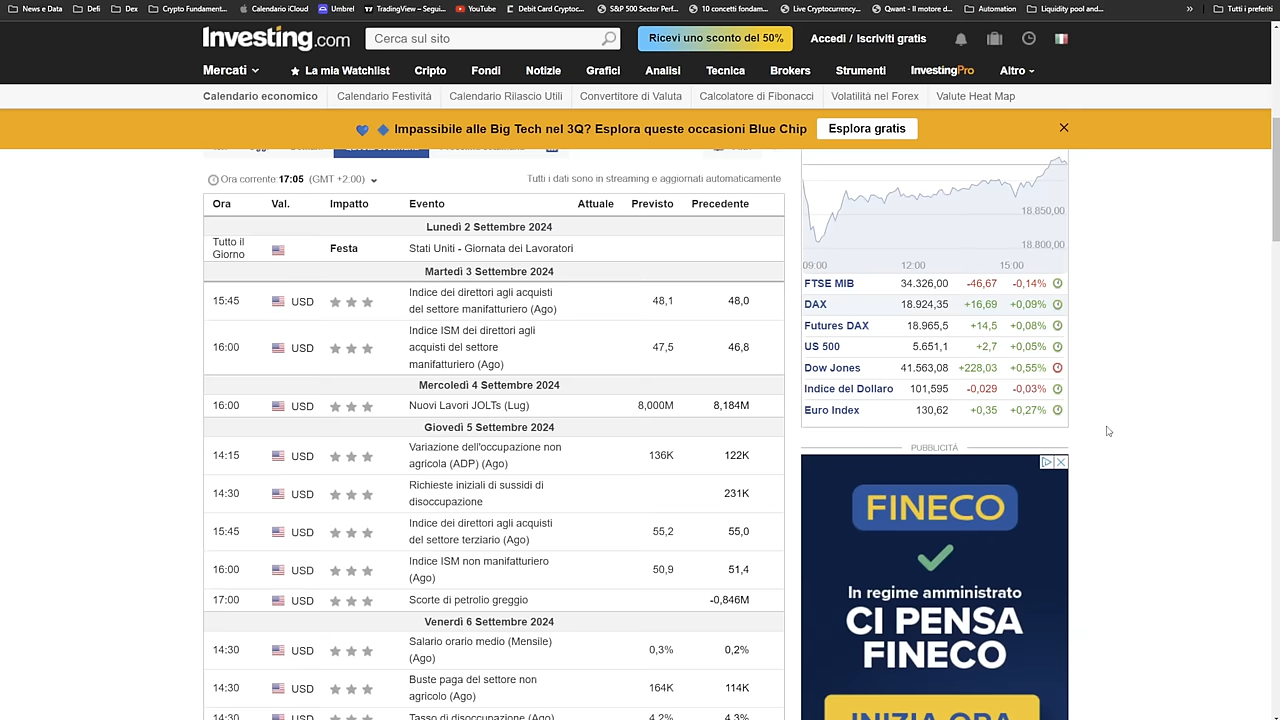 News e Data Defi Dex Crypto Fundament... Calendario iCloud Umbrel TradingView – Segui... YouTube Debit Card Cryptoc... S&P 500 Sector Perf... 10 concetti fondam... Live Cryptocurrency... Qwant - Il motore d... Automation Liquidity pool and... » Tutti i preferiti
Investing.com Cerca sul sito Ricevi uno sconto del 50% Accedi / Iscriviti gratis
Mercati La mia Watchlist Cripto Fondi Notizie Grafici Analisi Tecnica Brokers Strumenti InvestingPro Altro
Calendario economico Calendario Festività Calendario Rilascio Utili Convertitore di Valuta Calcolatore di Fibonacci Volatilità nel Forex Valute Heat Map
Impassibile alle Big Tech nel 3Q? Esplora queste occasioni Blue Chip Esplora gratis
Ora corrente: 17:05 (GMT +2.00) Tutti i dati sono in streaming e aggiornati automaticamente
Ora Val. Impatto Evento Attuale Previsto Precedente
Lunedì 2 Settembre 2024
Tutto il
Giorno
Festa Stati Uniti - Giornata dei Lavoratori
Martedì 3 Settembre 2024
15:45 USD Indice dei direttori agli acquisti
del settore manifatturiero (Ago) 48,1 48,0
16:00 USD Indice ISM dei direttori agli
acquisti del settore
manifatturiero (Ago) 47,5 46,8
Mercoledì 4 Settembre 2024
16:00 USD Nuovi Lavori JOLTs (Lug) 8,000M 8,184M
Giovedì 5 Settembre 2024
14:15 USD Variazione dell'occupazione non
agricola (ADP) (Ago) 136K 122K
14:30 USD Richieste iniziali di sussidi di
disoccupazione 231K
15:45 USD Indice dei direttori agli acquisti
del settore terziario (Ago) 55,2 55,0
16:00 USD Indice ISM non manifatturiero
(Ago) 50,9 51,4
17:00 USD Scorte di petrolio greggio -0,846M
Venerdì 6 Settembre 2024
14:30 USD Salario orario medio (Mensile)
(Ago) 0,3% 0,2%
14:30 USD Buste paga del settore non
agricolo (Ago) 164K 114K
14:30 USD Tasso di disoccupazione (Ago) 4,2% 4,3%
18.850,00
18.800,00
09:00 12:00 15:00
FTSE MIB 34.326,00 -46,67 -0,14%
DAX 18.924,35 +16,69 +0,09%
Futures DAX 18.965,5 +14,5 +0,08%
US 500 5.651,1 +2,7 +0,05%
Dow Jones 41.563,08 +228,03 +0,55%
Indice del Dollaro 101,595 -0,029 -0,03%
Euro Index 130,62 +0,35 +0,27%
PUBBLICITÀ
FINECO
In regime amministrato
CI PENSA
FINECO
INIZIA ORA